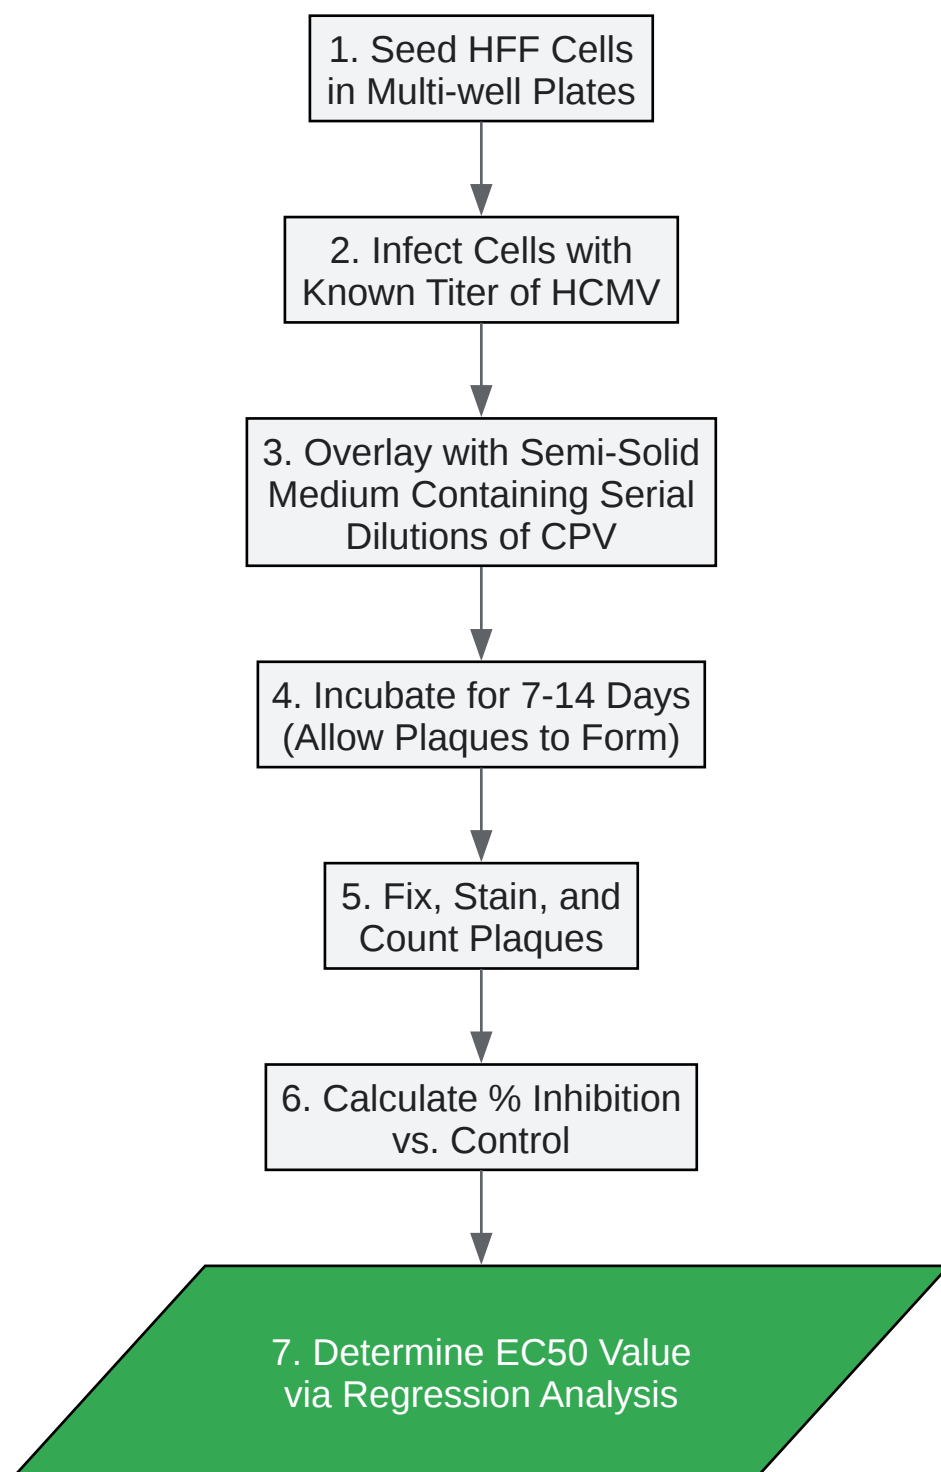 1. Seed HFF Cells
in Multi-well Plates
2. Infect Cells with
Known Titer of HCMV
3. Overlay with Semi-Solid
Medium Containing Serial
Dilutions of CPV
4. Incubate for 7-14 Days
(Allow Plaques to Form)
5. Fix, Stain, and
Count Plaques
6. Calculate % Inhibition
vs. Control
7. Determine EC50 Value
via Regression Analysis